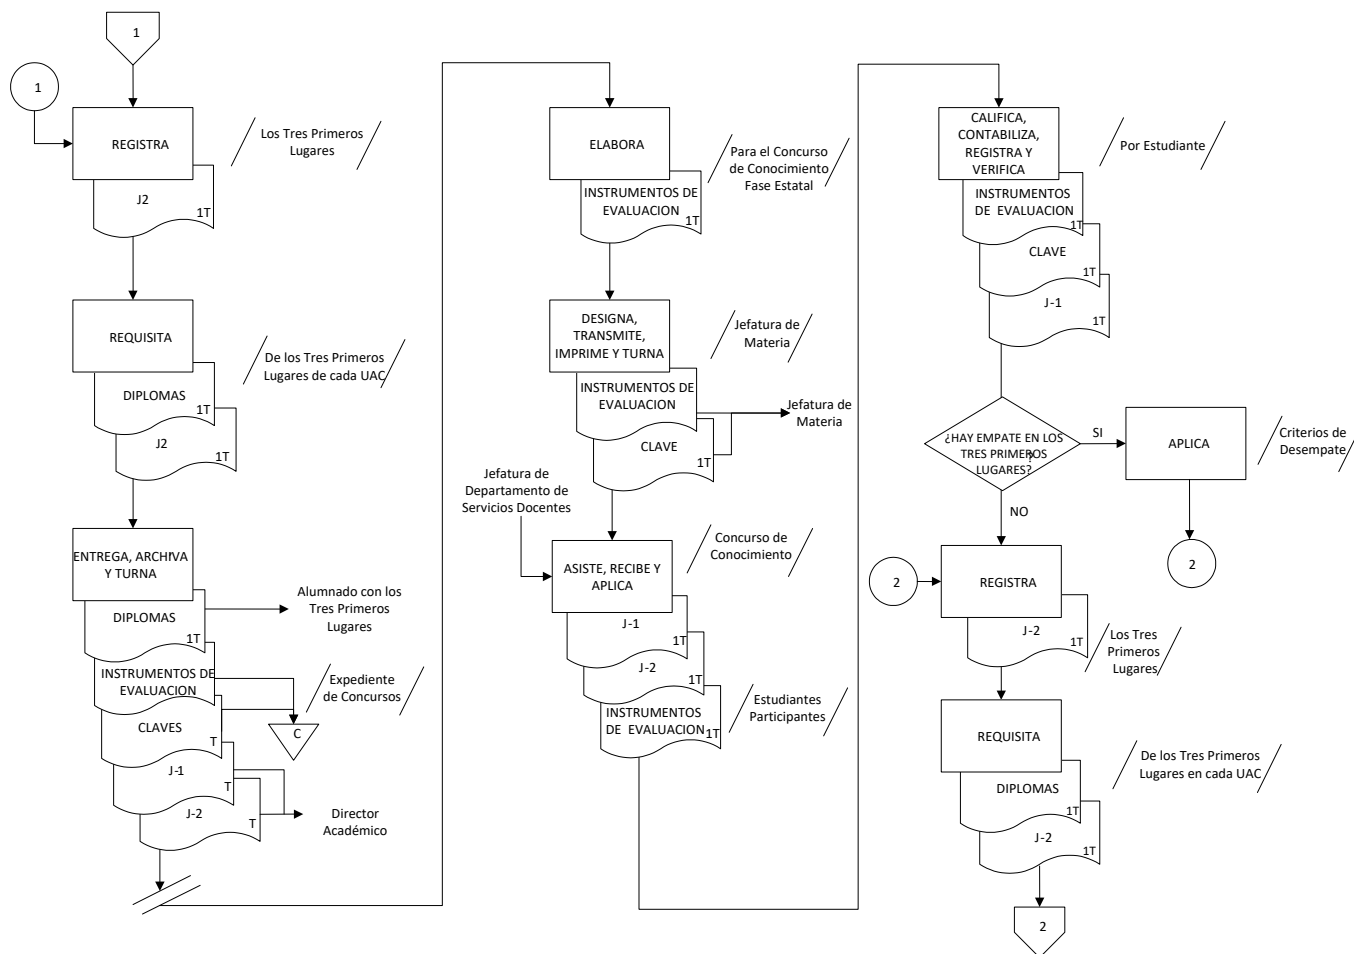 1
1
REGISTRA
Los Tres Primeros
Lugares
J2
1T
REQUISITA
De los Tres Primeros
Lugares de cada UAC
DIPLOMAS
1T
J2
1T
ENTREGA, ARCHIVA
Y TURNA
DIPLOMAS
1T
Alumnado con los
Tres Primeros
Lugares
INSTRUMENTOS DE
EVALUACION
Expediente
de Concursos
C
CLAVES
T
J-1
T
J-2
T
Director
Académico
ELABORA
Para el Concurso
de Conocimiento
Fase Estatal
INSTRUMENTOS DE
EVALUACION
1T
DESIGNA,
TRANSMITE,
IMPRIME Y TURNA
Jefatura de
Materia
INSTRUMENTOS DE
EVALUACION
Jefatura de
Materia
CLAVE
1T
Jefatura de
Departamento de
Servicios Docentes
Concurso de
Conocimiento
ASISTE, RECIBE Y
APLICA
J-1
1T
J-2
1T
INSTRUMENTOS
DE EVALUACION
1T
Estudiantes
Participantes
CALIFICA,
CONTABILIZA,
REGISTRA Y
VERIFICA
Por Estudiante
INSTRUMENTOS
DE EVALUACION
1T
CLAVE
1T
J-1
1T
¿HAY EMPATE EN LOS
TRES PRIMEROS
LUGARES?
?
SI
APLICA
Criterios de
Desempate
NO
2
2
REGISTRA
J-2
1T
Los Tres
Primeros
Lugares
REQUISITA
De los Tres Primeros
Lugares en cada UAC
DIPLOMAS
1T
J-2
1T
2